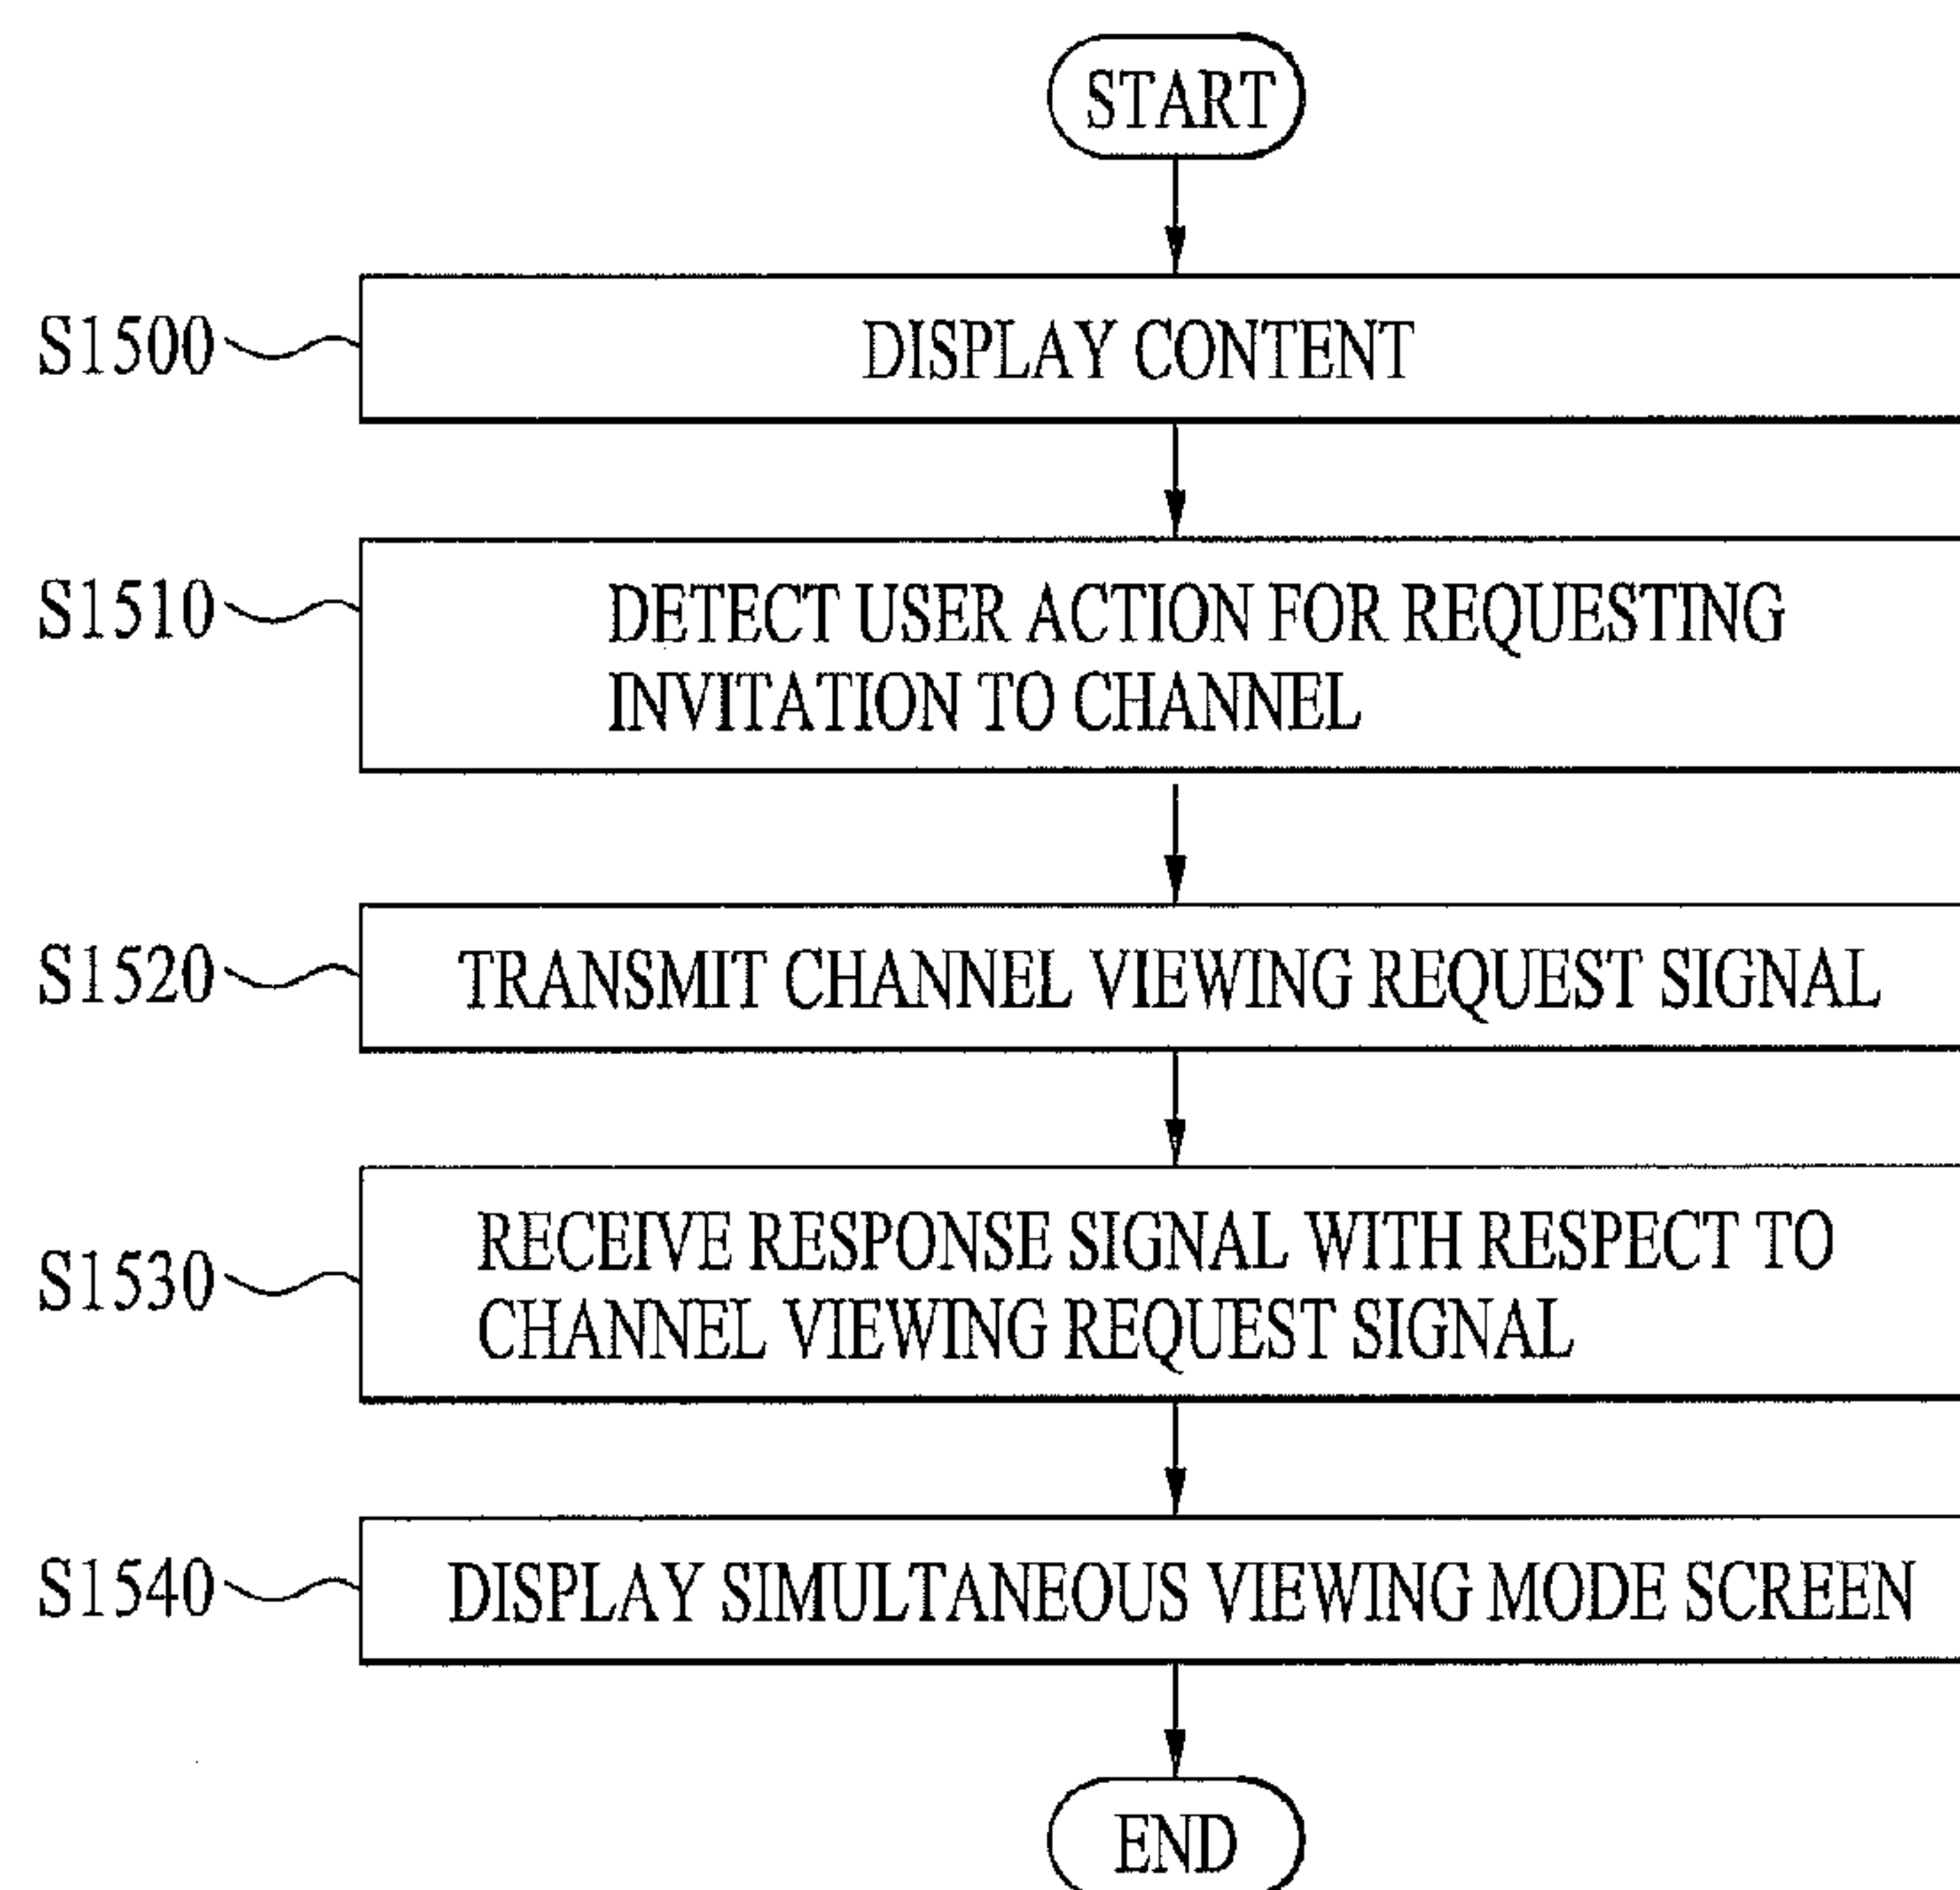 START
S1500
DISPLAY CONTENT
S1510
DETECT USER ACTION FOR REQUESTING
INVITATION TO CHANNEL
S1520
TRANSMIT CHANNEL VIEWING REQUEST SIGNAL
S1530
RECEIVE RESPONSE SIGNAL WITH RESPECT TO
CHANNEL VIEWING REQUEST SIGNAL
S1540
DISPLAY SIMULTANEOUS VIEWING MODE SCREEN
END